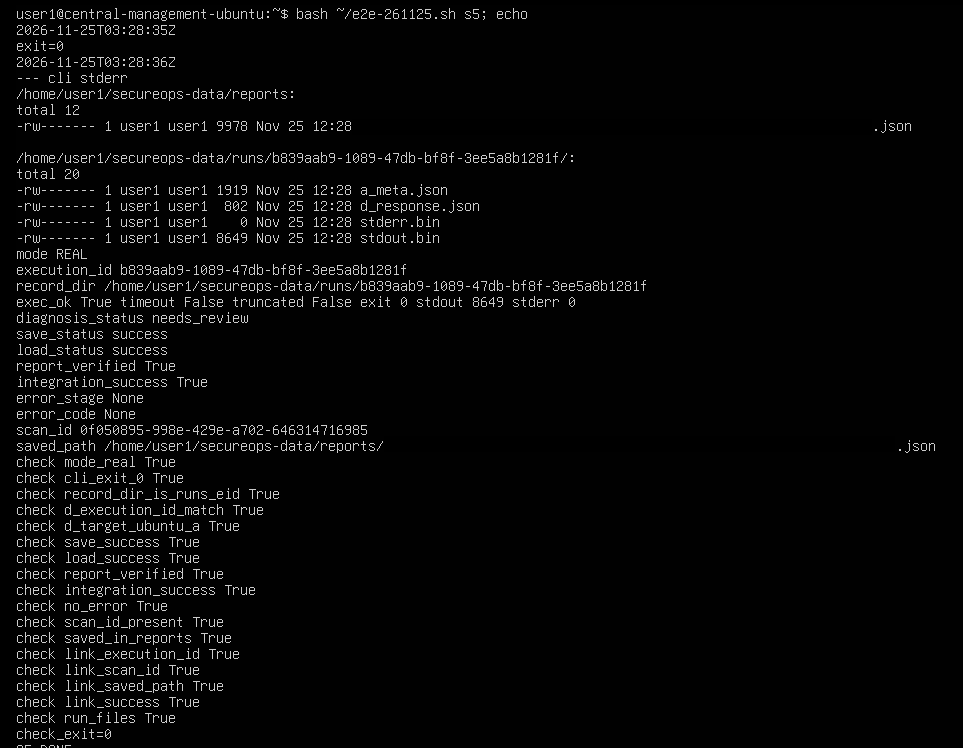 user1@central-management-ubuntu:~$ bash ~/e2e-261125.sh s5; echo
2026-11-25T03:28:35Z
exit=0
2026-11-25T03:28:36Z
--- cli stderr
/home/user1/secureops-data/reports:
total 12
-rw------- 1 user1 user1 9978 Nov 25 12:28 .json
/home/user1/secureops-data/runs/b839aab9-1089-47db-bf8f-3ee5a8b1281f/:
total 20
-rw------- 1 user1 user1 1919 Nov 25 12:28 a_meta.json
-rw------- 1 user1 user1 802 Nov 25 12:28 d_response.json
-rw------- 1 user1 user1 0 Nov 25 12:28 stderr.bin
-rw------- 1 user1 user1 8649 Nov 25 12:28 stdout.bin
mode REAL
execution_id b839aab9-1089-47db-bf8f-3ee5a8b1281f
record_dir /home/user1/secureops-data/runs/b839aab9-1089-47db-bf8f-3ee5a8b1281f
exec_ok True timeout False truncated False exit 0 stdout 8649 stderr 0
diagnosis_status needs_review
save_status success
load_status success
report_verified True
integration_success True
error_stage None
error_code None
scan_id 0f050895-998e-429e-a702-646314716985
saved_path /home/user1/secureops-data/reports/ .json
check mode_real True
check cli_exit_0 True
check record_dir_is_runs_eid True
check d_execution_id_match True
check d_target_ubuntu_a True
check save_success True
check load_success True
check report_verified True
check integration_success True
check no_error True
check scan_id_present True
check saved_in_reports True
check link_execution_id True
check link_scan_id True
check link_saved_path True
check link_success True
check run_files True
check_exit=0